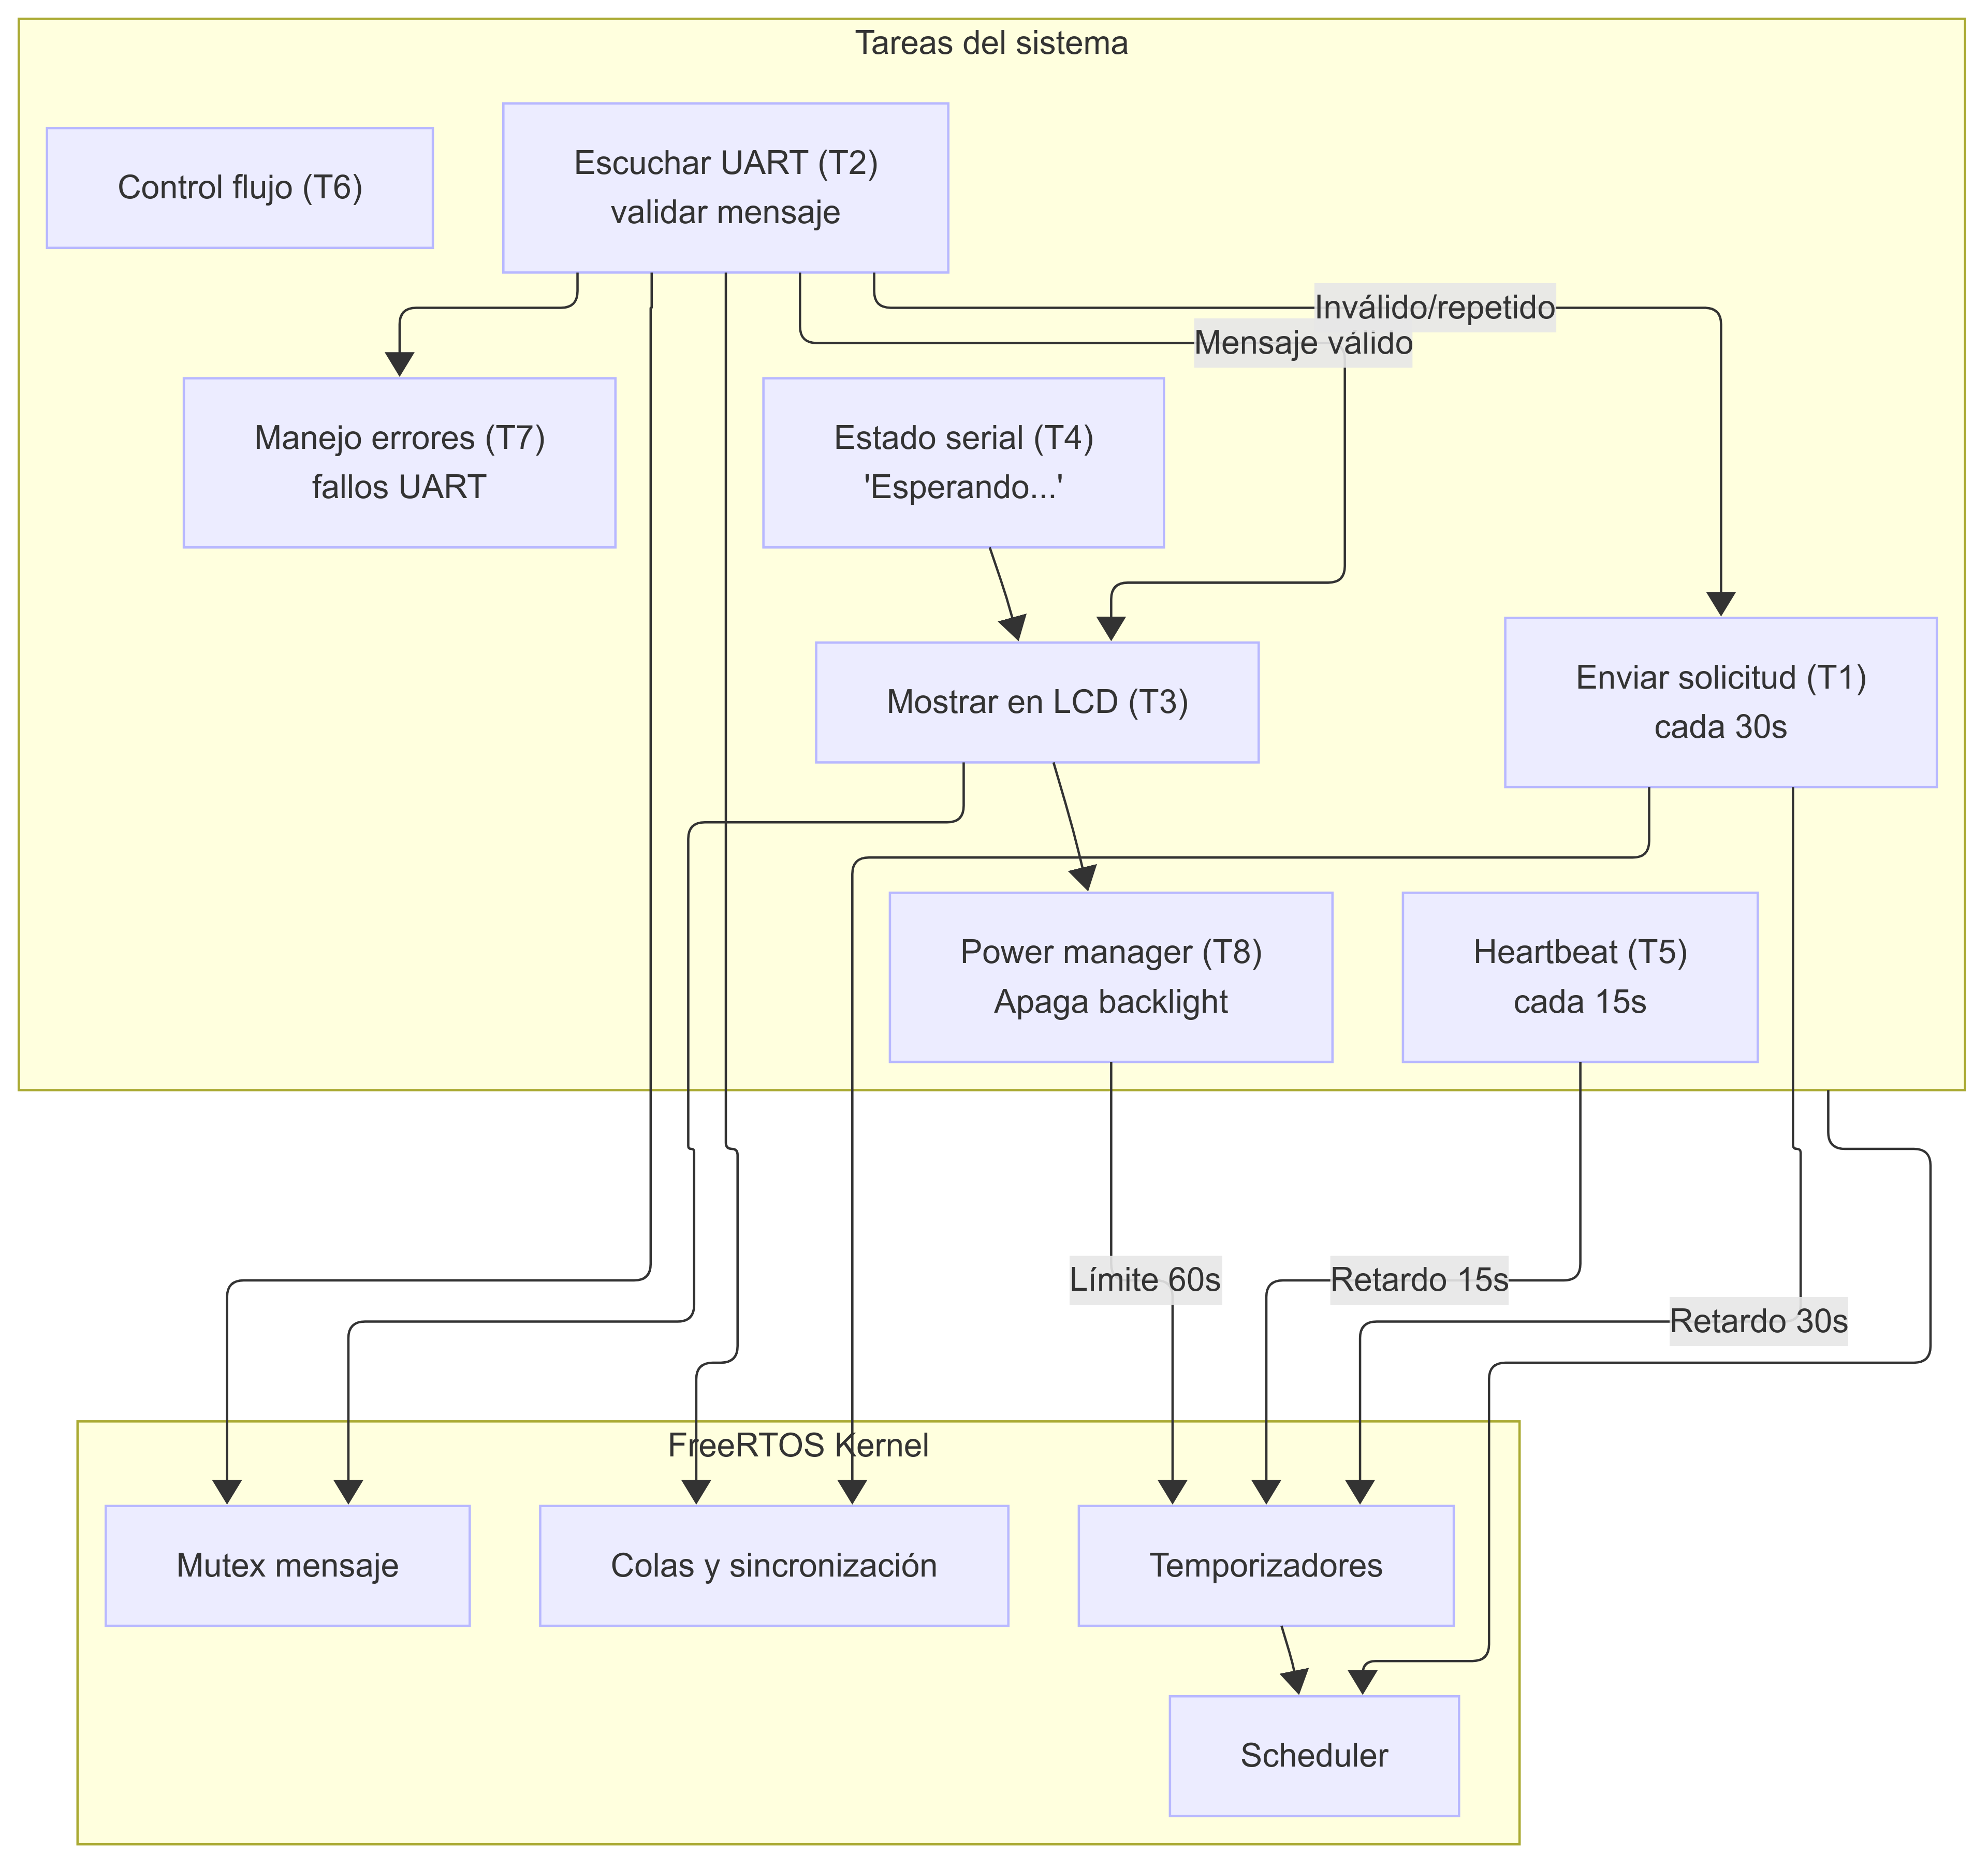 Tareas del sistema
Control flujo (T6)
Escuchar UART (T2)
validar mensaje
Inválido/repetido
Mensaje válido
Manejo errores (T7)
fallos UART
Estado serial (T4)
'Esperando...'
Mostrar en LCD (T3)
Enviar solicitud (T1)
cada 30s
Power manager (T8)
Apaga backlight
Heartbeat (T5)
cada 15s
Límite 60s
Retardo 15s
Retardo 30s
FreeRTOS Kernel
Mutex mensaje
Colas y sincronización
Temporizadores
Scheduler